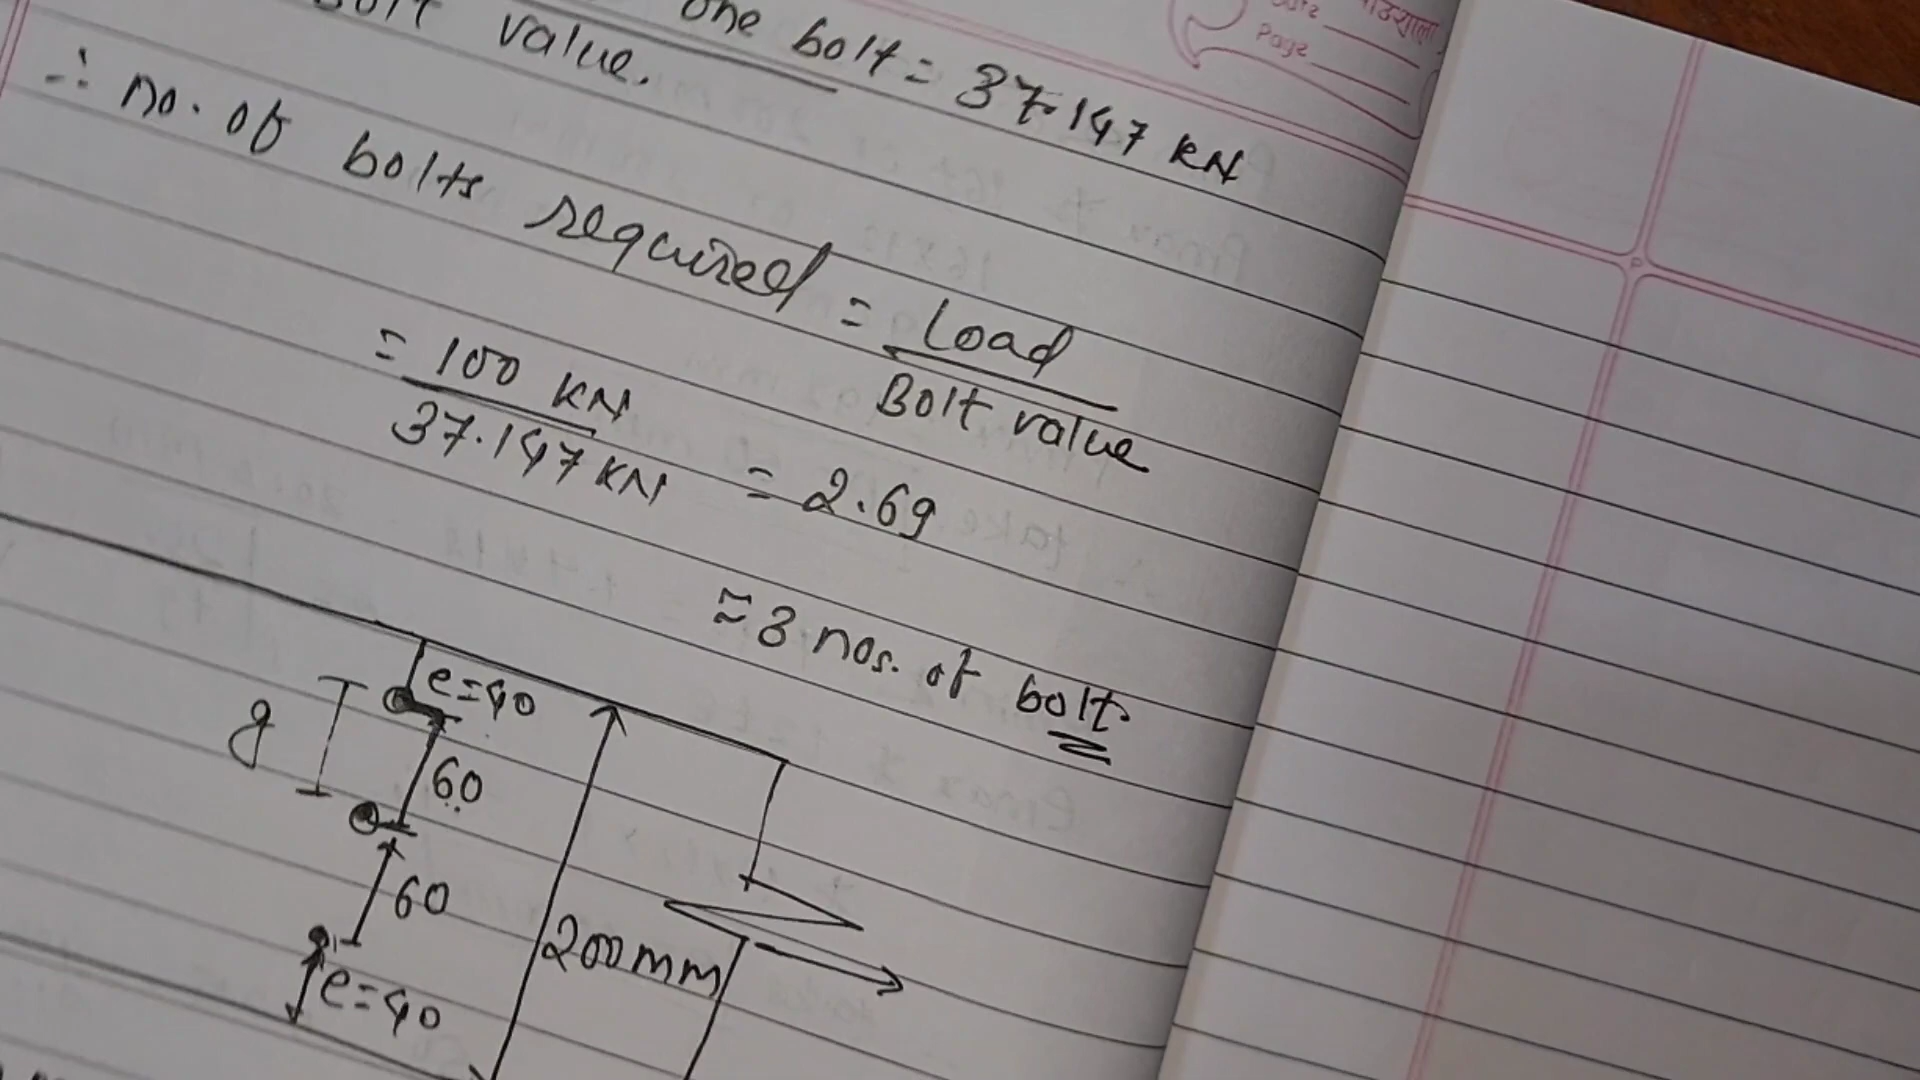 one bolt = 37.147 KN
Bolt value.
∴ no. of bolts required = Load
Bolt value
= 100 KN
37.147 KN
= 2.69
≈ 3 nos. of bolt.
e=40
g
60
60
200mm
e=40
Page